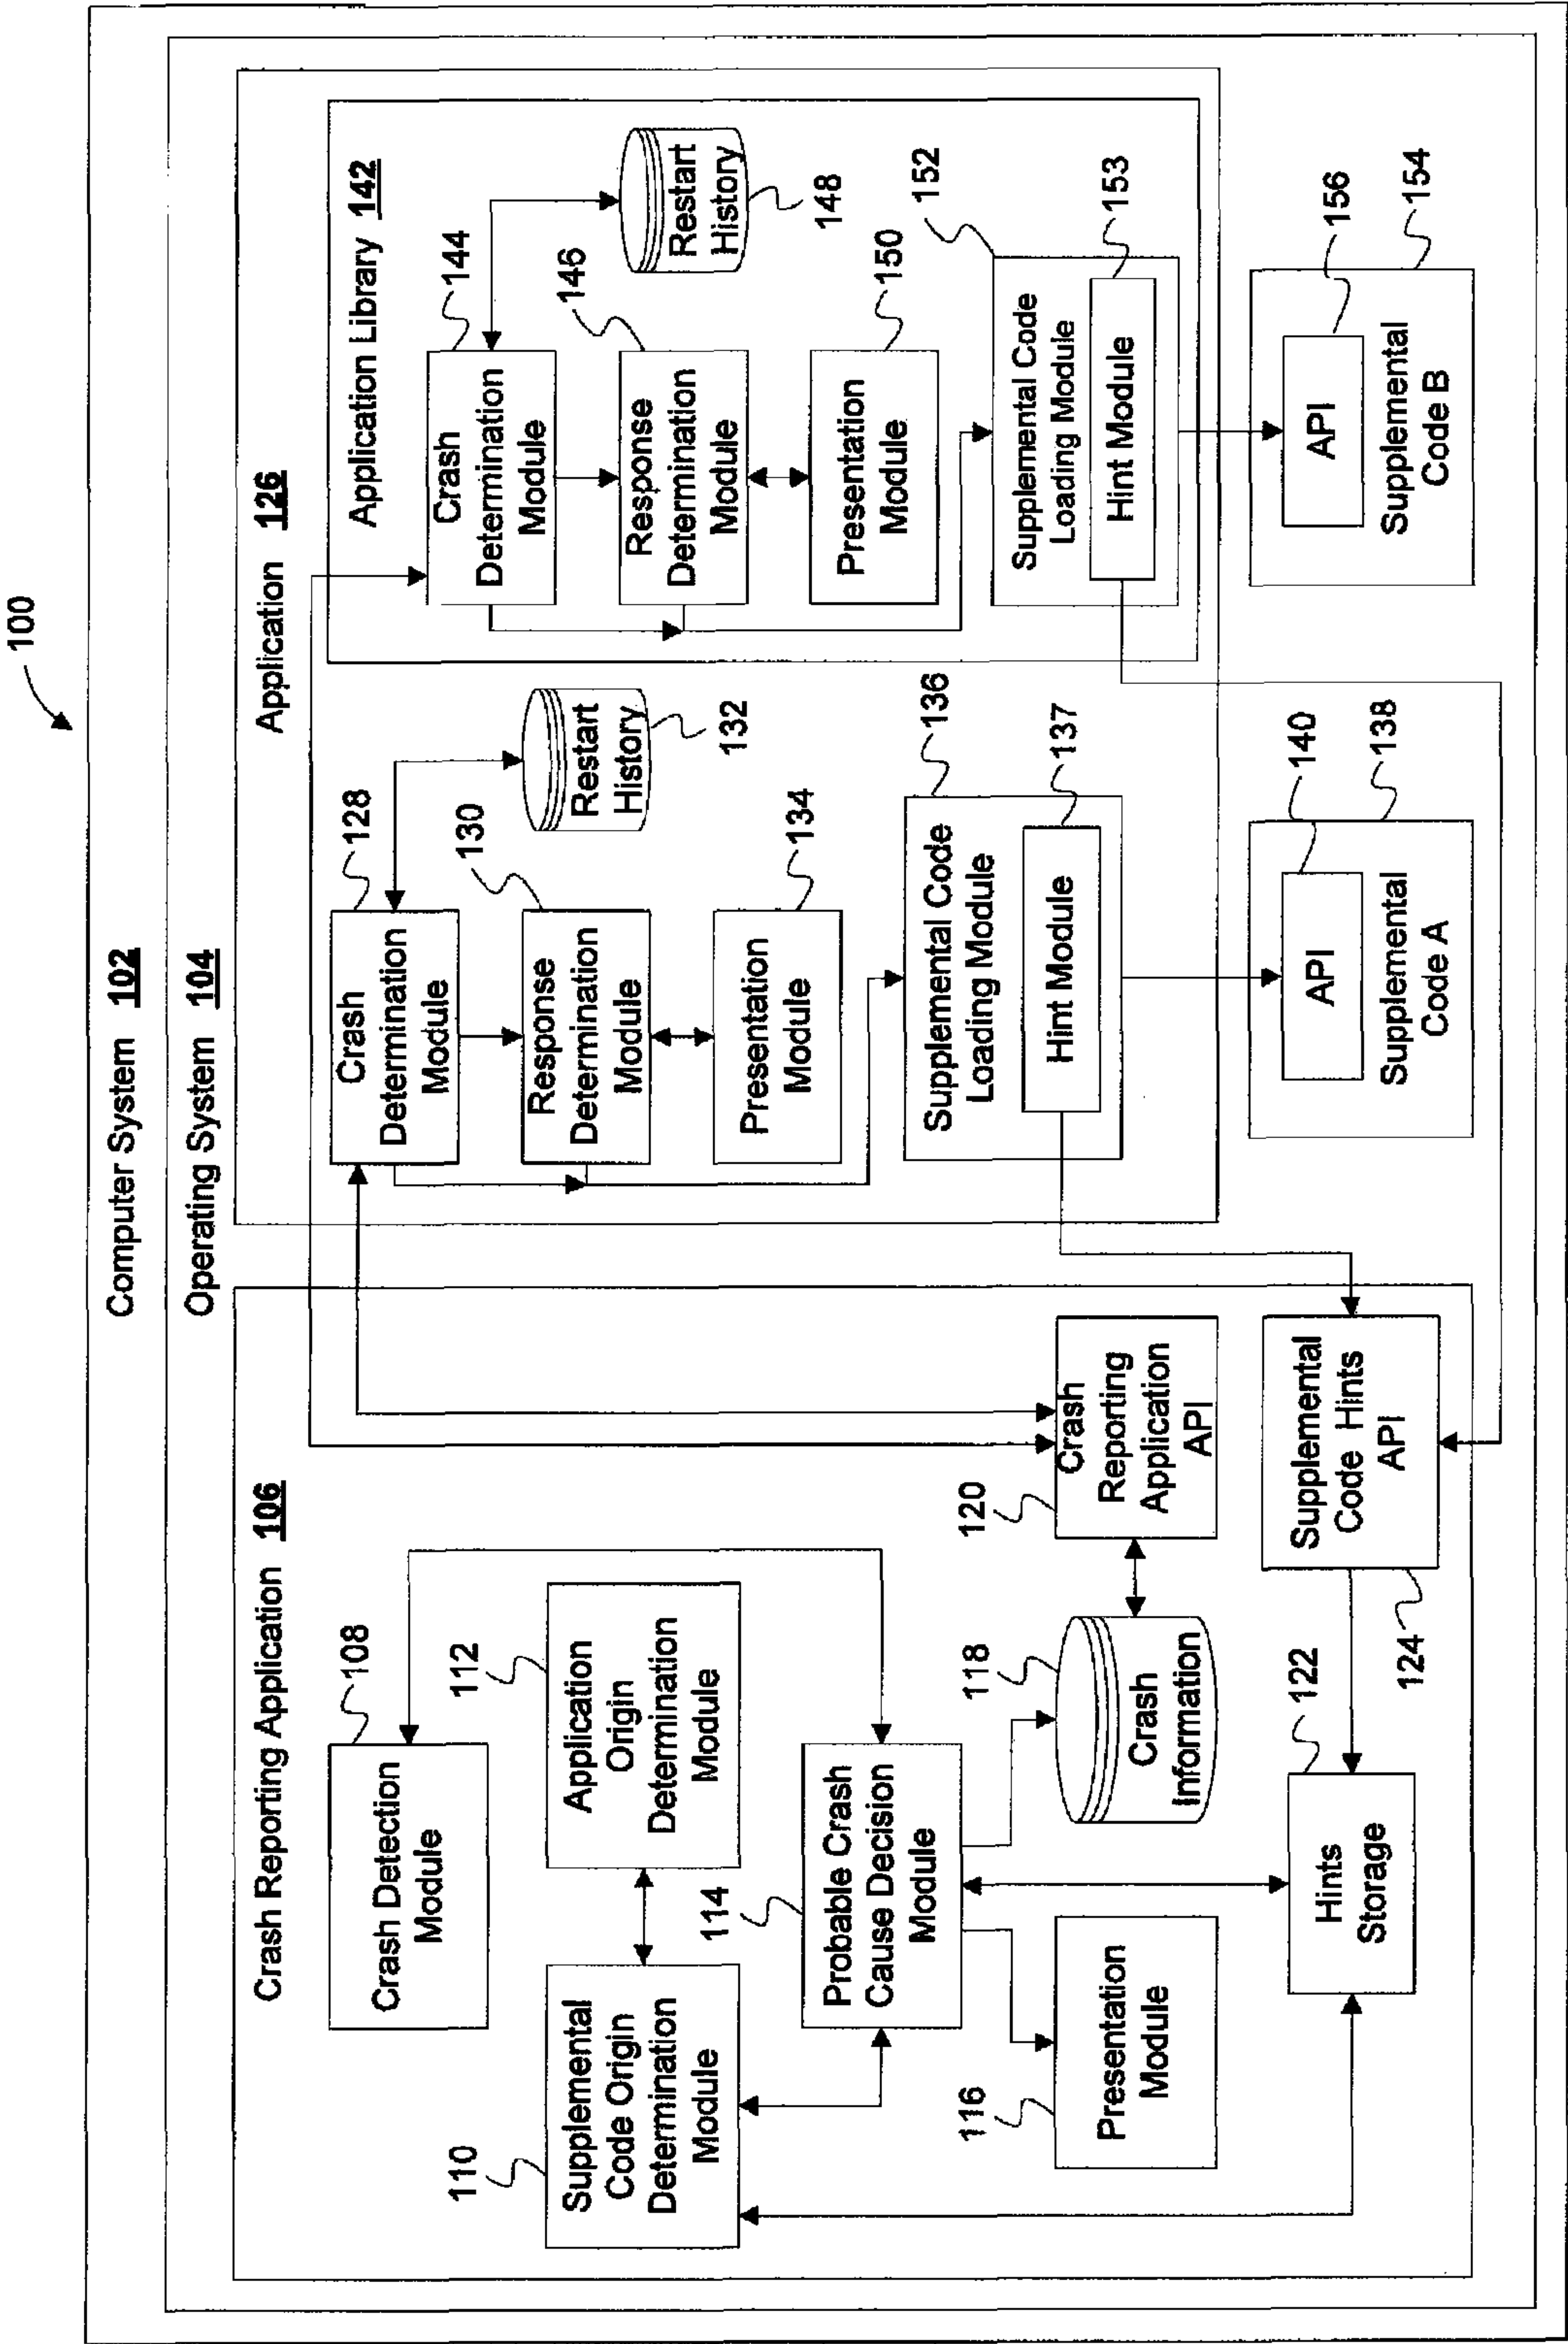 100
Computer System 102
Operating System 104
Crash Reporting Application 106
Crash Detection
Module
108
110
Supplemental
Code Origin
Determination
Module
112
Application
Origin
Determination
Module
114
Probable Crash
Cause Decision
Module
116
Presentation
Module
118
Crash
Information
120
Crash
Reporting
Application
API
122
Hints
Storage
Supplemental
Code Hints
API
124
Application 126
Crash
Determination
Module
128
130
Response
Determination
Module
Restart
History
132
Presentation
Module
134
Supplemental Code
Loading Module
136
Hint Module
137
API
140
Supplemental
Code A
138
Application Library 142
Crash
Determination
Module
144
Response
Determination
Module
146
Restart
History
148
Presentation
Module
150
Supplemental Code
Loading Module
152
Hint Module
153
API
156
Supplemental
Code B
154